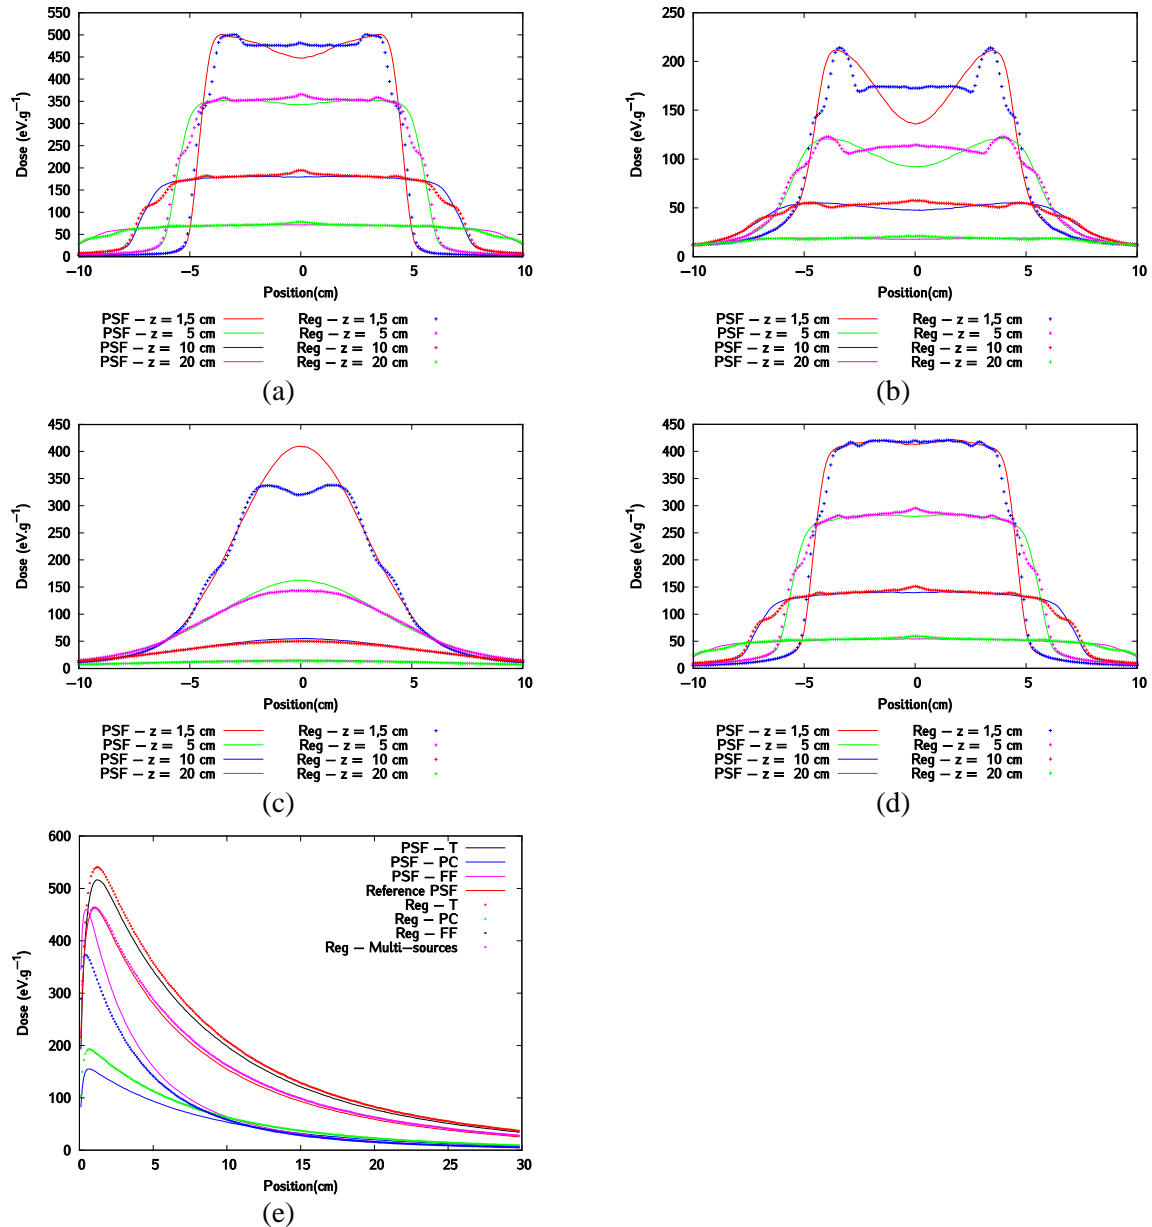 550
500
450
400
350
300
250
200
150
100
50
0
Dose (eV.g−1)
−10 −5 0 5 10
Position(cm)
PSF − z = 1,5 cm Reg − z = 1,5 cm
PSF − z = 5 cm Reg − z = 5 cm
PSF − z = 10 cm Reg − z = 10 cm
PSF − z = 20 cm Reg − z = 20 cm
(a)
250
200
150
100
50
0
Dose (eV.g−1)
−10 −5 0 5 10
Position(cm)
PSF − z = 1,5 cm Reg − z = 1,5 cm
PSF − z = 5 cm Reg − z = 5 cm
PSF − z = 10 cm Reg − z = 10 cm
PSF − z = 20 cm Reg − z = 20 cm
(b)
450
400
350
300
250
200
150
100
50
0
Dose (eV.g−1)
−10 −5 0 5 10
Position(cm)
PSF − z = 1,5 cm Reg − z = 1,5 cm
PSF − z = 5 cm Reg − z = 5 cm
PSF − z = 10 cm Reg − z = 10 cm
PSF − z = 20 cm Reg − z = 20 cm
(c)
450
400
350
300
250
200
150
100
50
0
Dose (eV.g−1)
−10 −5 0 5 10
Position(cm)
PSF − z = 1,5 cm Reg − z = 1,5 cm
PSF − z = 5 cm Reg − z = 5 cm
PSF − z = 10 cm Reg − z = 10 cm
PSF − z = 20 cm Reg − z = 20 cm
(d)
600
500
400
300
200
100
0
Dose (eV.g−1)
PSF − T
PSF − PC
PSF − FF
Reference PSF
Reg − T
Reg − PC
Reg − FF
Reg − Multi−sources
0 5 10 15 20 25 30
Position(cm)
(e)